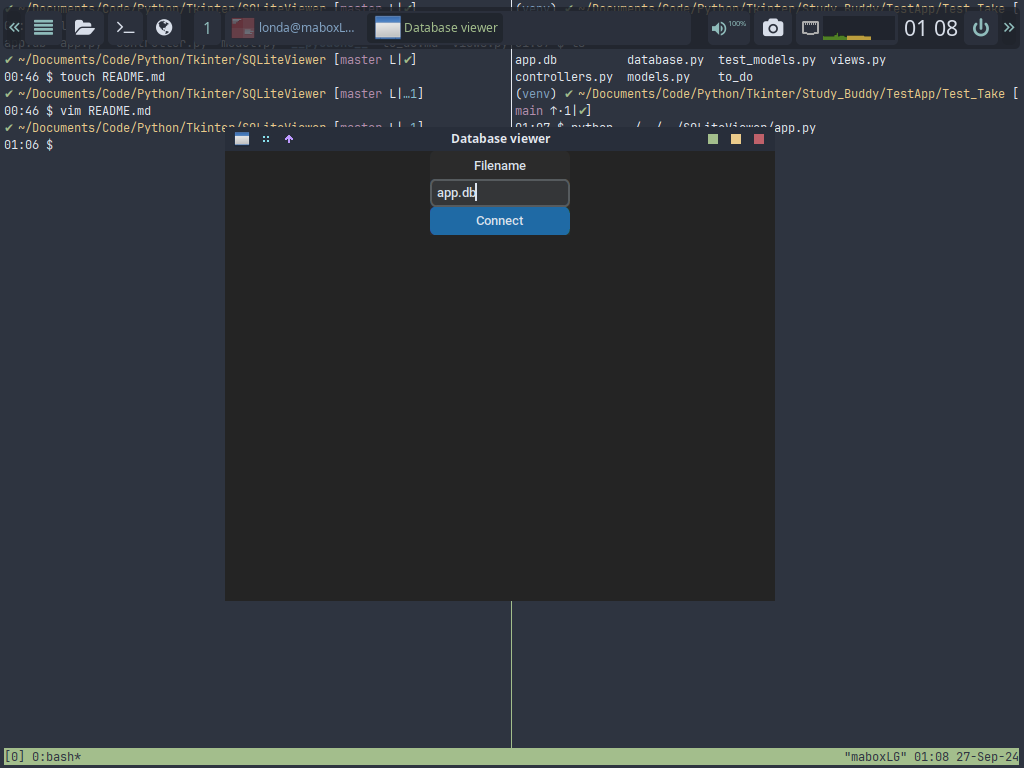 1 londa@maboxL... Database viewer 100% 01 08
✔ ~/Documents/Code/Python/Tkinter/SQLiteViewer [master L|✔]
00:46 $ touch README.md
✔ ~/Documents/Code/Python/Tkinter/SQLiteViewer [master L|…1]
00:46 $ vim README.md
✔ ~/Documents/Code/Python/Tkinter/SQLiteViewer [master L|…1]
01:06 $
app.db database.py test_models.py views.py
controllers.py models.py to_do
(venv) ✔ ~/Documents/Code/Python/Tkinter/Study_Buddy/TestApp/Test_Take [
main ↑·1|✔]
01:07 $ python ../../../SQLiteViewer/app.py
Database viewer
Filename
app.db
Connect
[0] 0:bash*
"maboxLG" 01:08 27-Sep-24